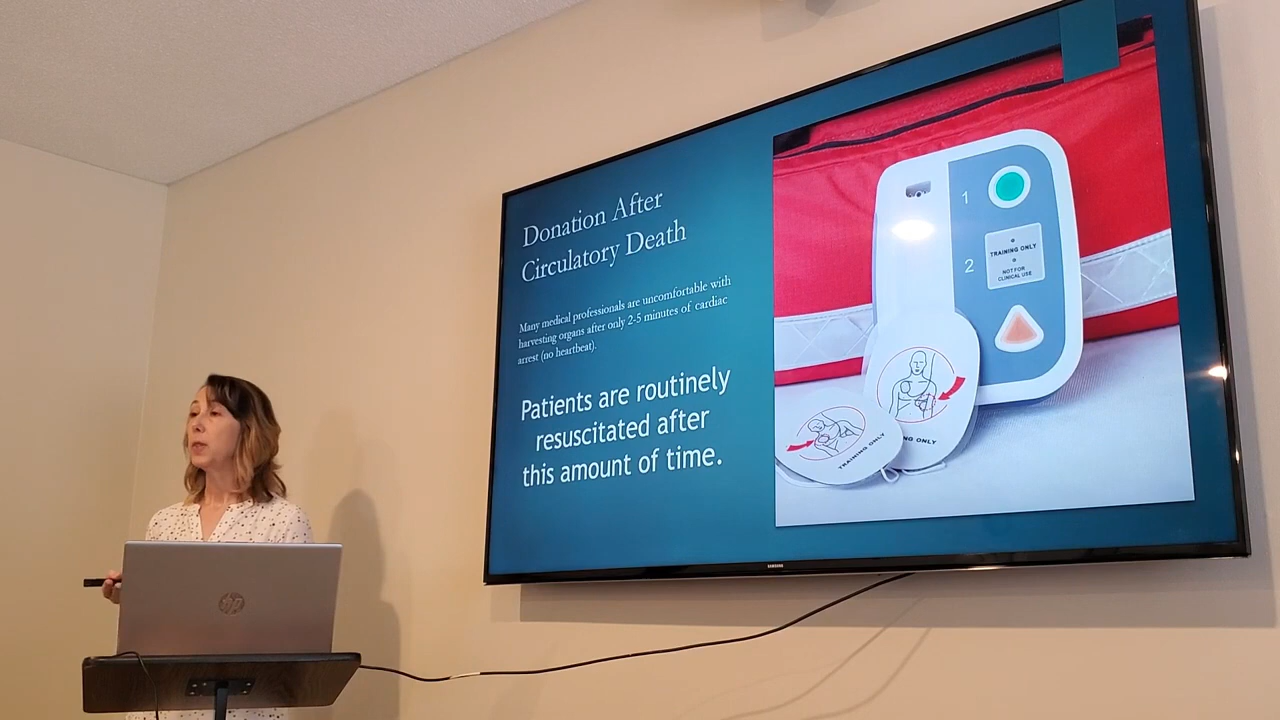 Donation After
Circulatory Death
Many medical professionals are uncomfortable with
harvesting organs after only 2-5 minutes of cardiac
arrest (no heartbeat).
Patients are routinely
resuscitated after
this amount of time.
1
2
TRAINING ONLY
NOT FOR
CLINICAL USE
TRAINING ONLY
NG ONLY
SAMSUNG
hp